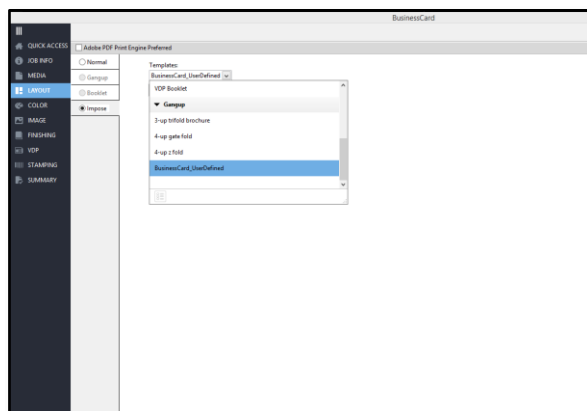 BusinessCard
QUICK ACCESS
JOB INFO
MEDIA
LAYOUT
COLOR
IMAGE
FINISHING
VDP
STAMPING
SUMMARY
Adobe PDF Print Engine Preferred
Normal
Gangup
Booklet
Impose
Templates:
BusinessCard_UserDefined
VDP Booklet
Gangup
3-up trifold brochure
4-up gate fold
4-up z fold
BusinessCard_UserDefined